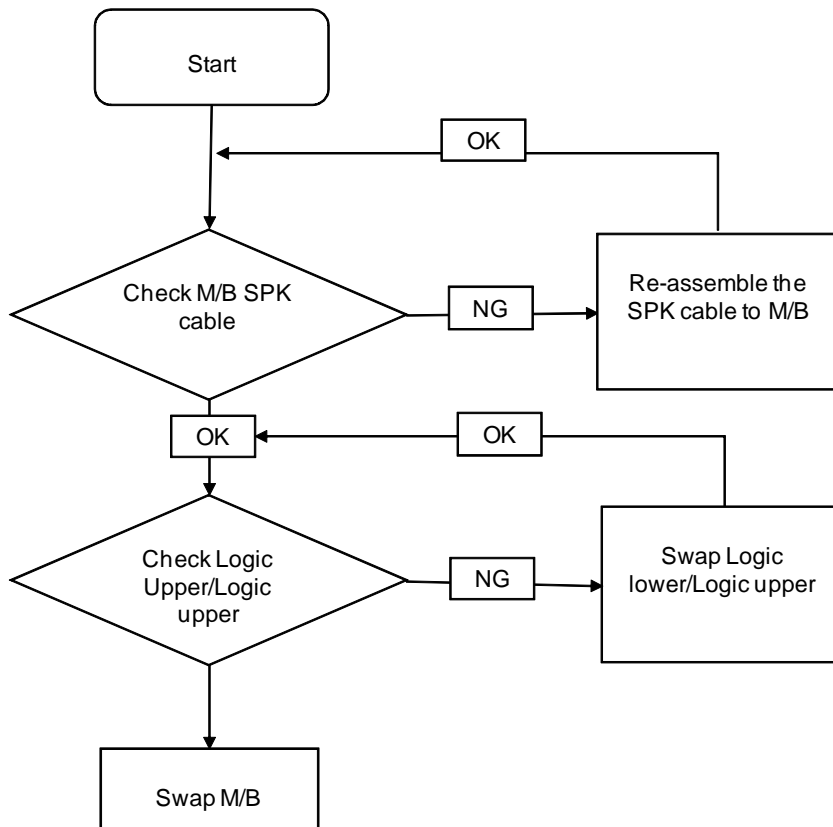 Start
OK
Check M/B SPK
cable
NG
Re-assemble the
SPK cable to M/B
OK
OK
Check Logic
Upper/Logic
upper
NG
Swap Logic
lower/Logic upper
Swap M/B